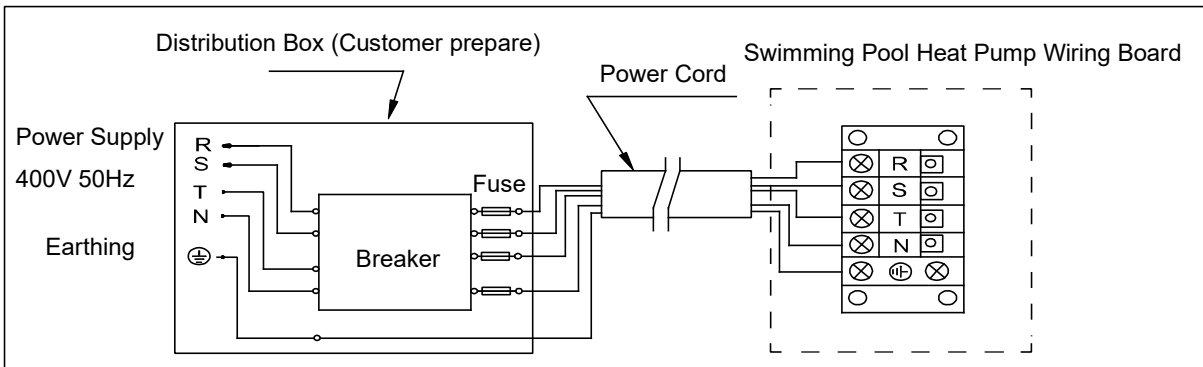 Distribution Box (Customer prepare)
Swimming Pool Heat Pump Wiring Board
Power Cord
Power Supply
400V 50Hz
Earthing
R
S
T
N
Fuse
Breaker
R
S
T
N